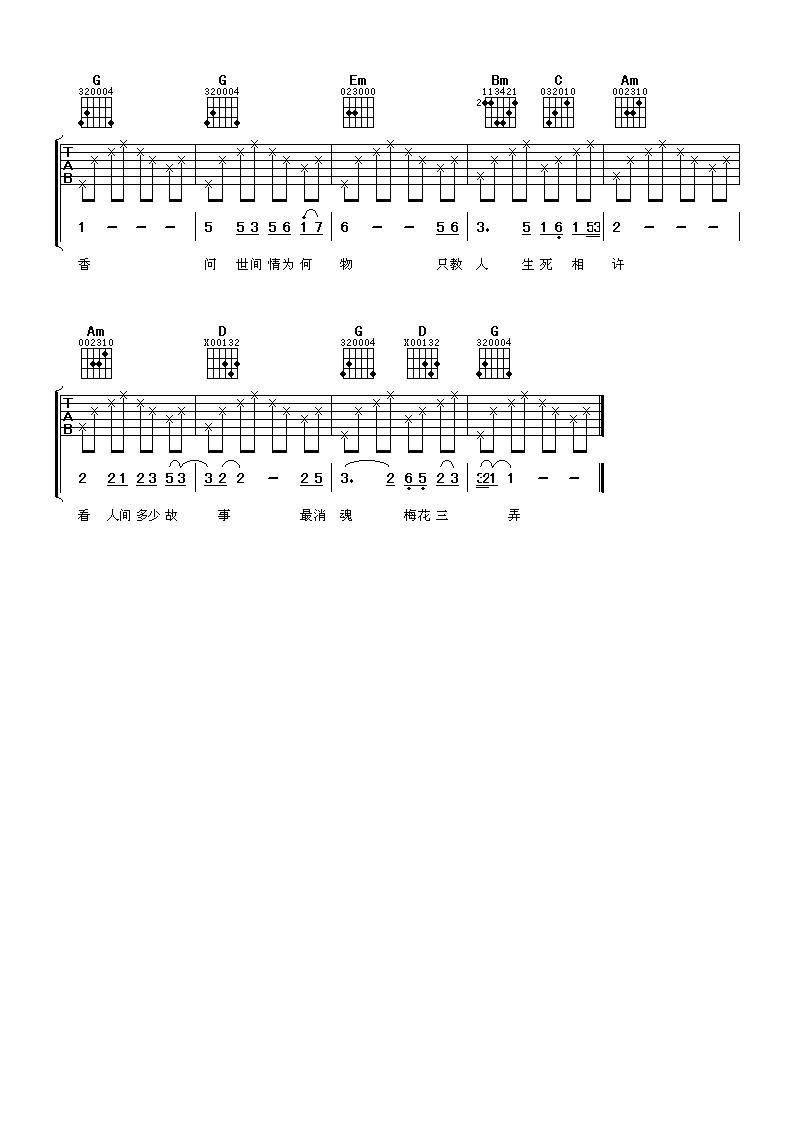 G G Em Bm C Am
320004 320004 023000 113421 032010 002310
2
T
A
B
1 - - - 5 5 3 5 6 1 7 6 - - 5 6 3. 5 1 6 1 5 3 2 - - -
香 问 世间 情为 何 物 只教 人 生 死 相 许
Am D G D G
002310 X00132 320004 X00132 320004
T
A
B
2 2 1 2 3 5 3 3 2 2 - 2 5 3. 2 6 5 2 3 3 2 1 1 - -
看 人间 多少 故 事 最消 魂 梅花 三 弄